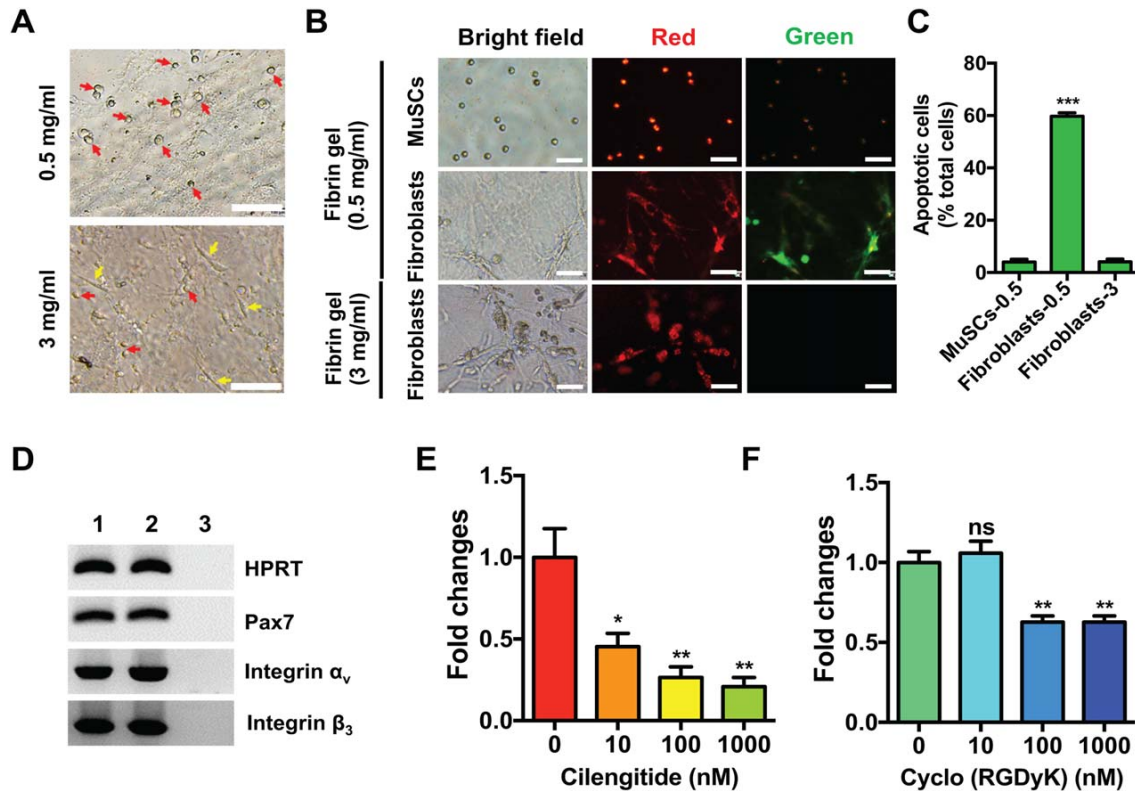 A
0.5 mg/ml
3 mg/ml
B
Bright field
Red
Green
Fibrin gel
(0.5 mg/ml)
Fibrin gel
(3 mg/ml)
MuSCs
Fibroblasts
Fibroblasts
C
Apoptotic cells
(% total cells)
80
60
40
20
0
***
MuSCs-0.5
Fibroblasts-0.5
Fibroblasts-3
D
1 2 3
HPRT
Pax7
Integrin αv
Integrin β3
E
Fold changes
1.5
1.0
0.5
0.0
*
**
**
0 10 100 1000
Cilengitide (nM)
F
Fold changes
1.5
1.0
0.5
0.0
ns
**
**
0 10 100 1000
Cyclo (RGDyK) (nM)